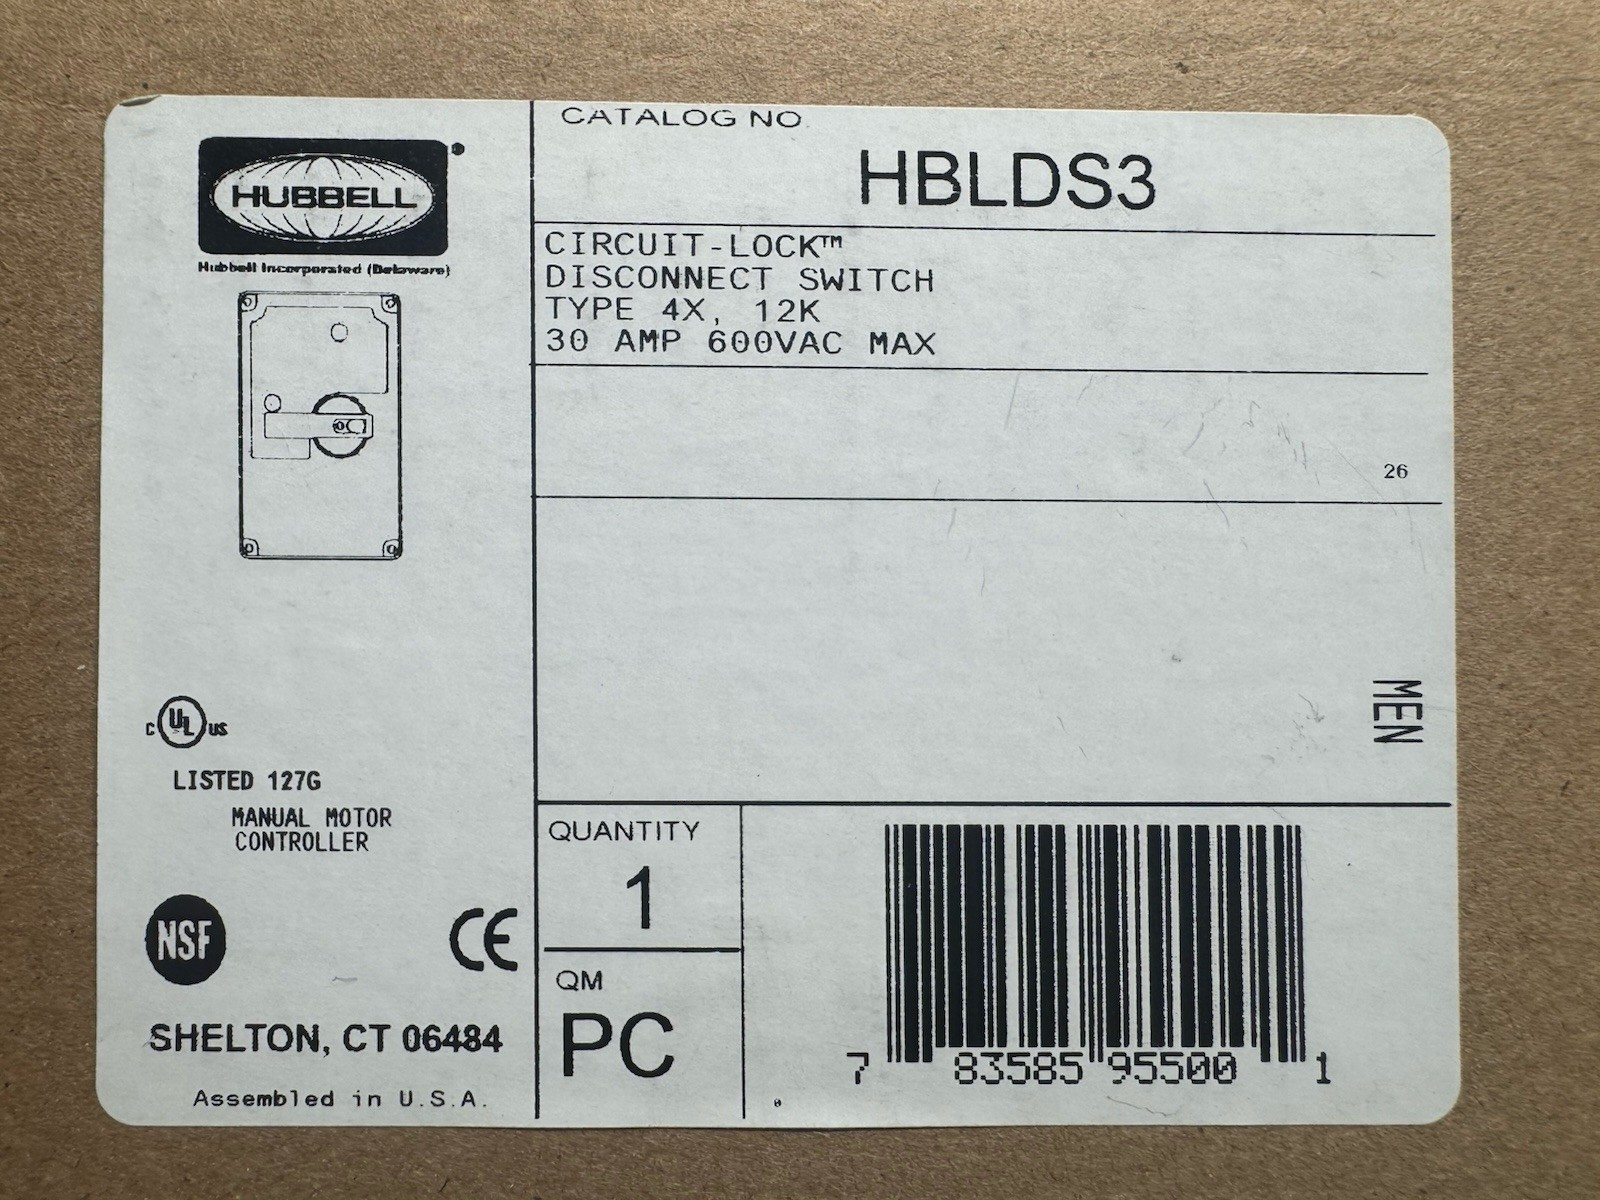 HUBBELL
Hubbell Incorporated (Delaware)
C UL US
LISTED 127G
MANUAL MOTOR
CONTROLLER
NSF
CE
SHELTON, CT 06484
Assembled in U.S.A.
CATALOG NO.
HBLDS3
CIRCUIT-LOCK™
DISCONNECT SWITCH
TYPE 4X, 12K
30 AMP 600VAC MAX
26
MEN
QUANTITY
1
QM
PC
7 83585 95500 1